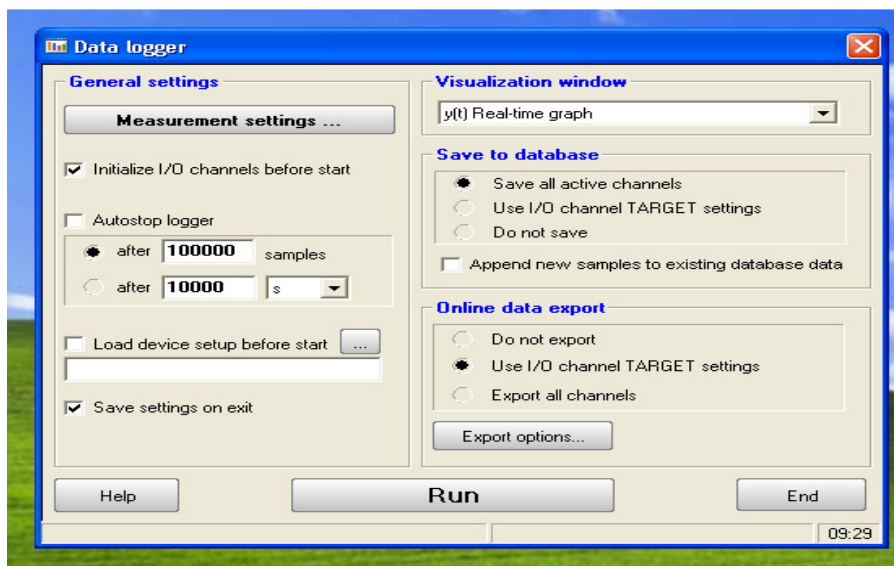 Data logger
General settings
Measurement settings ...
Initialize I/O channels before start
Autostop logger
after 100000 samples
after 10000 s
Load device setup before start ...
Save settings on exit
Visualization window
y(t) Real-time graph
Save to database
Save all active channels
Use I/O channel TARGET settings
Do not save
Append new samples to existing database data
Online data export
Do not export
Use I/O channel TARGET settings
Export all channels
Export options...
Help
Run
End
09:29